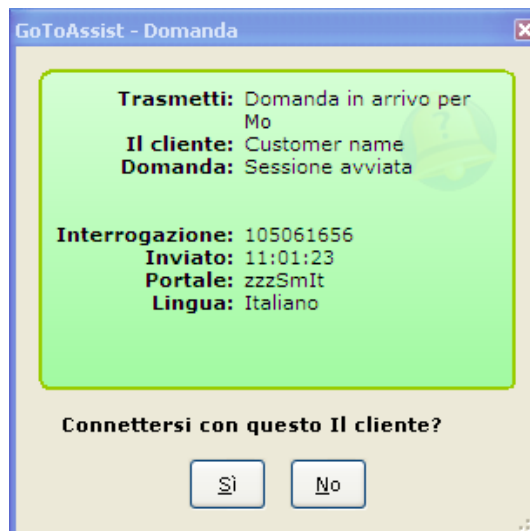 GoToAssist - Domanda
Trasmetti: Domanda in arrivo per
Mo
Il cliente: Customer name
Domanda: Sessione avviata
Interrogazione: 105061656
Inviato: 11:01:23
Portale: zzzSmIt
Lingua: Italiano
Connettersi con questo Il cliente?
Sì No